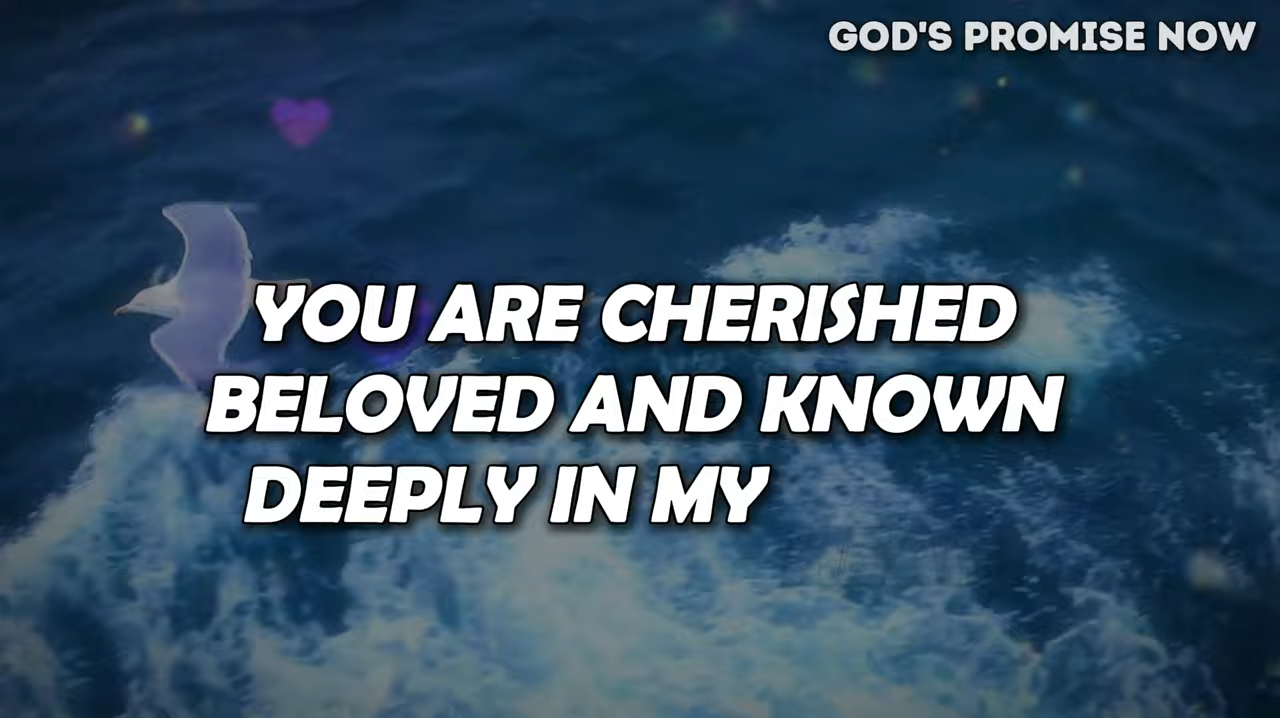 GOD'S PROMISE NOW
YOU ARE CHERISHED
BELOVED AND KNOWN
DEEPLY IN MY